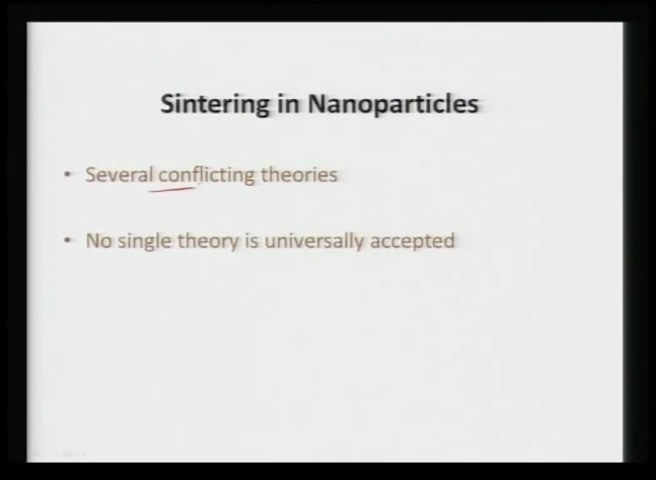 Sintering in Nanoparticles
• Several conflicting theories
• No single theory is universally accepted